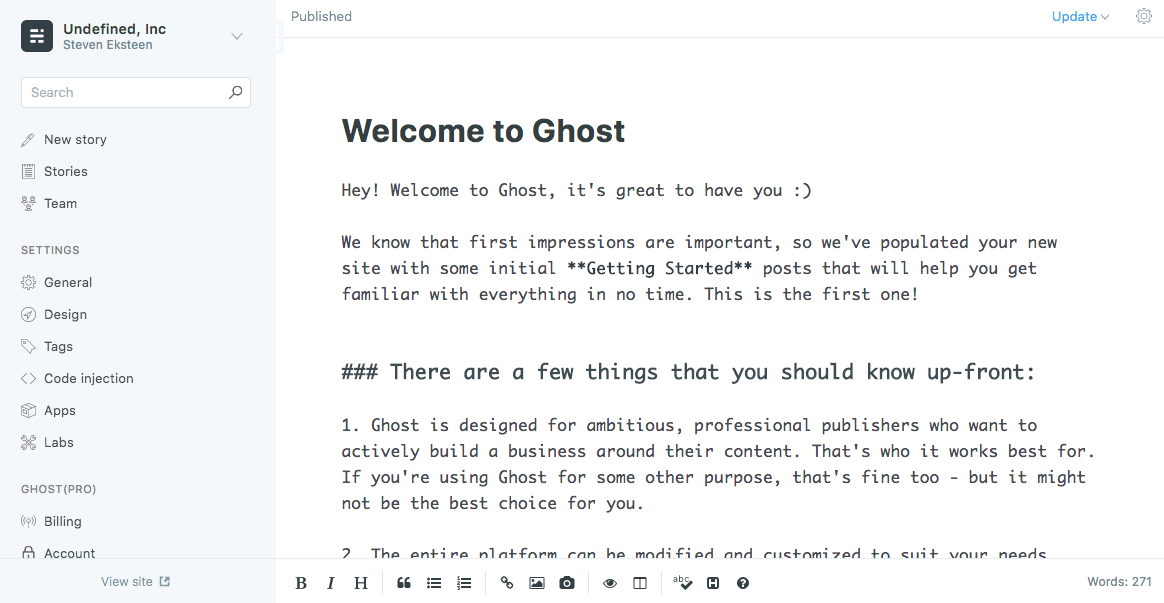 Undefined, Inc
Steven Eksteen
Search
New story
Stories
Team
SETTINGS
General
Design
Tags
Code injection
Apps
Labs
GHOST(PRO)
Billing
Account
View site
Published
Update
Welcome to Ghost
Hey! Welcome to Ghost, it's great to have you :)
We know that first impressions are important, so we've populated your new
site with some initial **Getting Started** posts that will help you get
familiar with everything in no time. This is the first one!
### There are a few things that you should know up-front:
1. Ghost is designed for ambitious, professional publishers who want to
actively build a business around their content. That's who it works best for.
If you're using Ghost for some other purpose, that's fine too - but it might
not be the best choice for you.
2. The entire platform can be modified and customized to suit your needs
B I H
abc
H
?
Words: 271